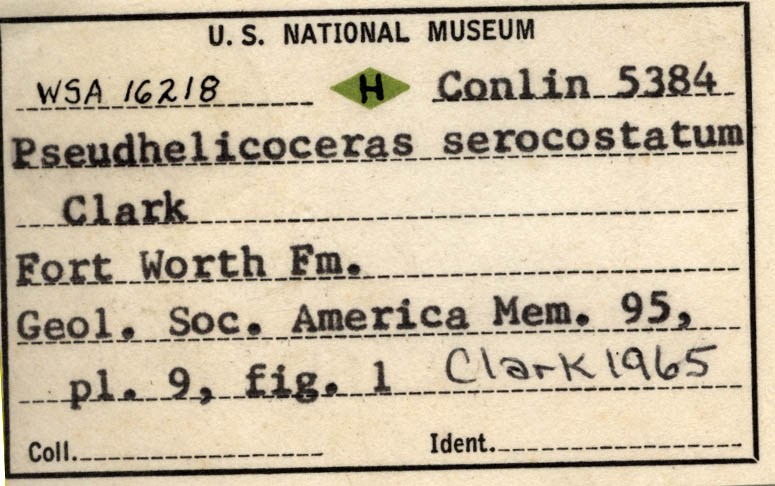 U. S. NATIONAL MUSEUM
WSA 16218 H Conlin 5384
Pseudhelicoceras serocostatum
Clark
Fort Worth Fm.
Geol. Soc. America Mem. 95,
pl. 9, fig. 1 Clark 1965
Coll. Ident.